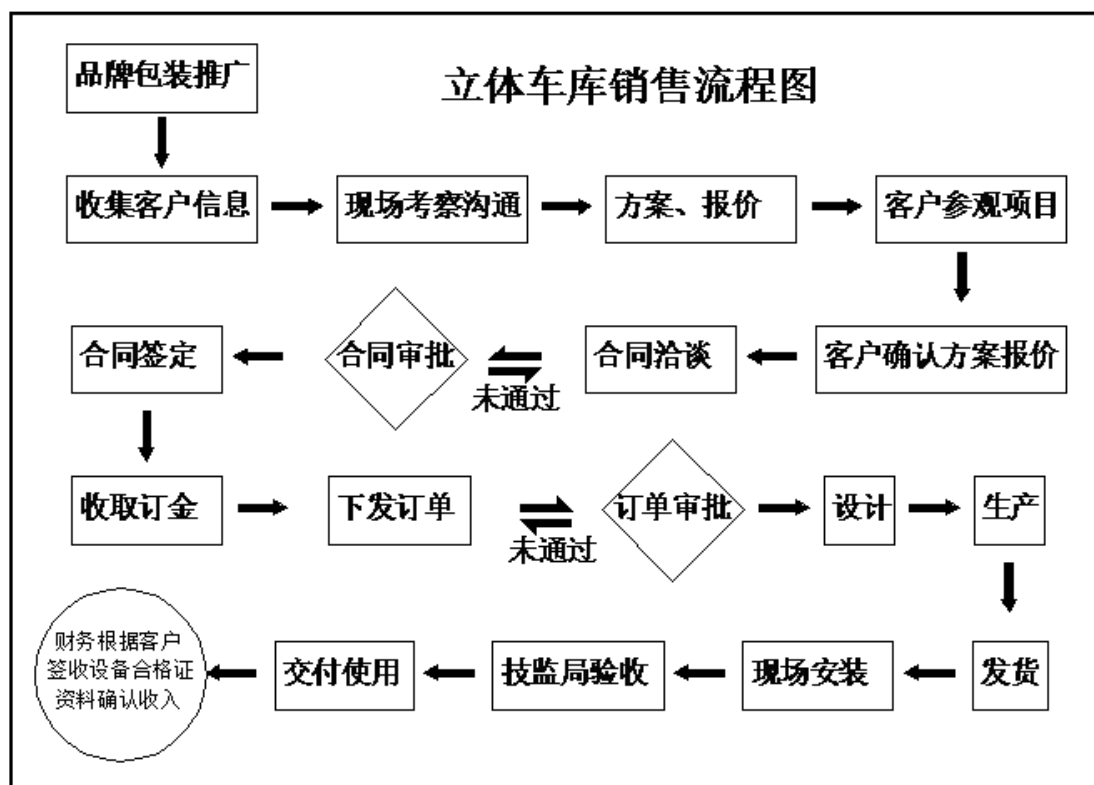 品牌包装推广
立体车库销售流程图
收集客户信息
现场考察沟通
方案、报价
客户参观项目
合同签定
合同审批
未通过
合同洽谈
客户确认方案报价
收取订金
下发订单
未通过
订单审批
设计
生产
财务根据客户
签收设备合格证
资料确认收入
交付使用
技监局验收
现场安装
发货